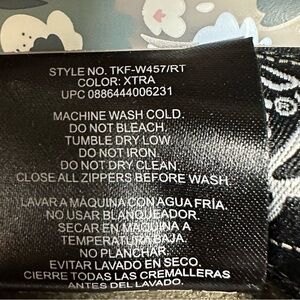 STYLE NO. TKF-W457/RT
COLOR: XTRA
UPC 0886444006231
MACHINE WASH COLD.
DO NOT BLEACH.
TUMBLE DRY LOW.
DO NOT IRON.
DO NOT DRY CLEAN.
CLOSE ALL ZIPPERS BEFORE WASH.
LAVAR A MÁQUINA CON AGUA FRÍA.
NO USAR BLANQUEADOR.
SECAR EN MAQUINA A
TEMPERATURA BAJA.
NO PLANCHAR.
EVITAR LAVADO EN SECO.
CIERRE TODAS LAS CREMALLERAS
ANTES DEL LAVADO.